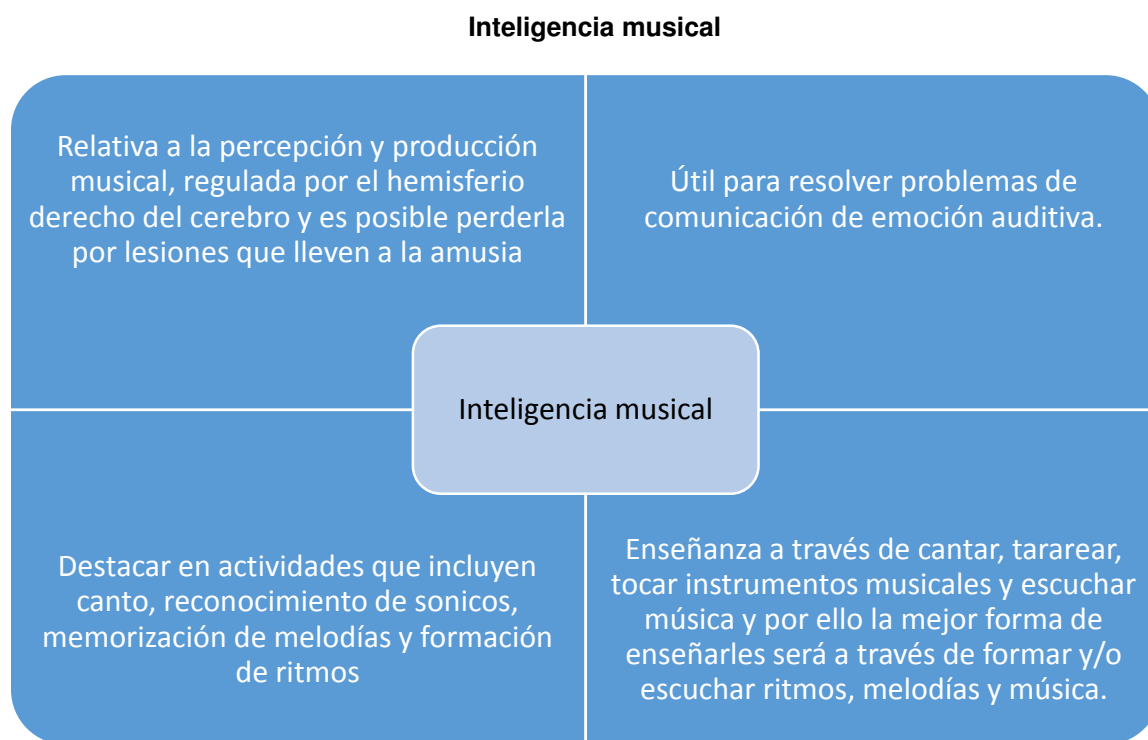 Inteligencia musical
Relativa a la percepción y producción
musical, regulada por el hemisferio
derecho del cerebro y es posible perderla
por lesiones que lleven a la amusia
Útil para resolver problemas de
comunicación de emoción auditiva.
Inteligencia musical
Destacar en actividades que incluyen
canto, reconocimiento de sonicos,
memorización de melodías y formación
de ritmos
Enseñanza a través de cantar, tararear,
tocar instrumentos musicales y escuchar
música y por ello la mejor forma de
enseñarles será a través de formar y/o
escuchar ritmos, melodías y música.